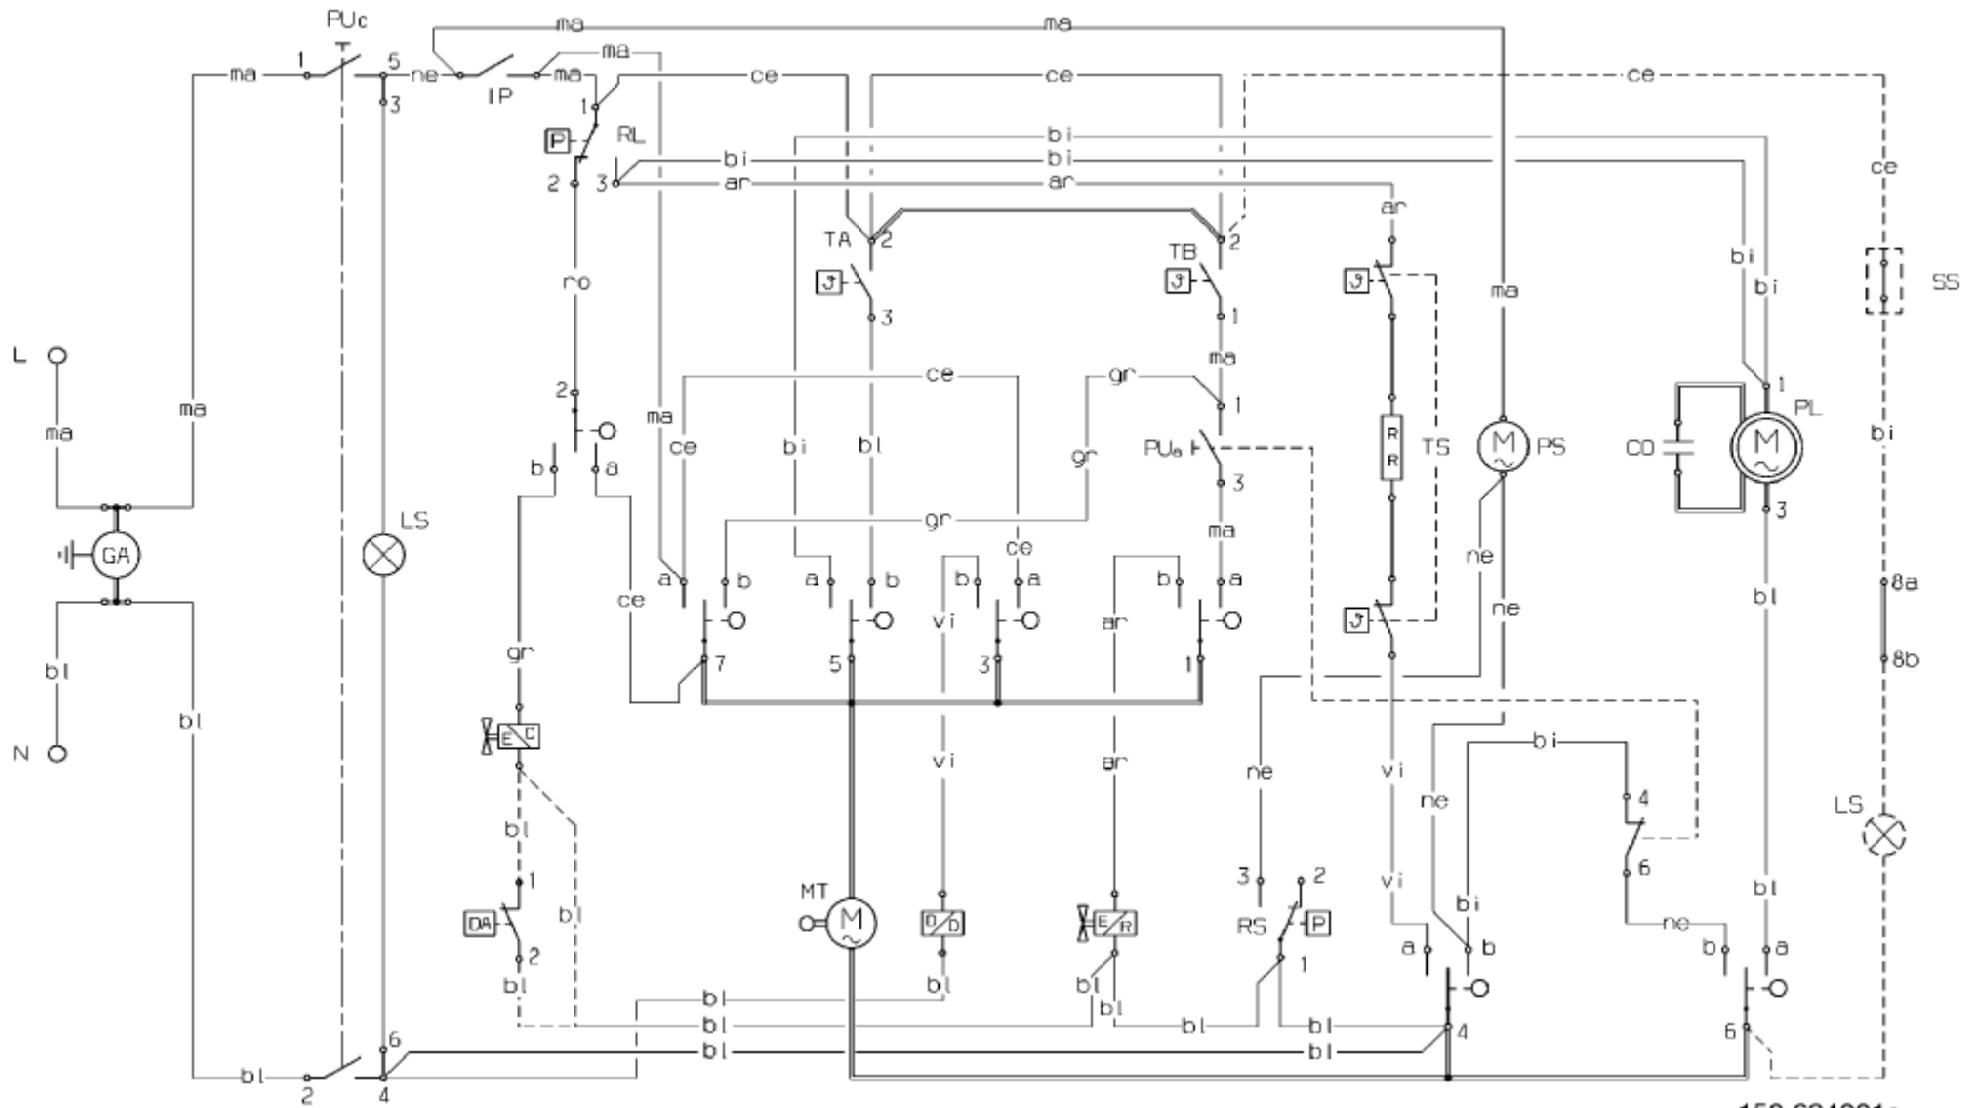 PUc
ma ma
1 ma 5 ne ma ma ce ce ce
3 IP
1
P RL bi
bi bi ce
2 3 ar ar
ar
TA 2 TB 2
bi
ro ϑ ϑ ϑ bi ma SS
3 1
L ma
2 ce gr 1 1
ma ma ma PL
ma ce bi bl gr PUa R R TS M PS CO M bi
b a 3 3
LS gr ma
GA ce ne
a b a b b a b a 8a
ce vi ar ne bl
gr 7 5 3 1 8b
bl
bl
N E C vi ar ne vi bi
ne 4 LS
bl
1 3 2 vi 6
MT bl
DA bl M D D E R RS P bi ne
2 a b b a
bl bl bl 1
bl bl
bl bl bl 4 6
6 bl bl
bl
2 4